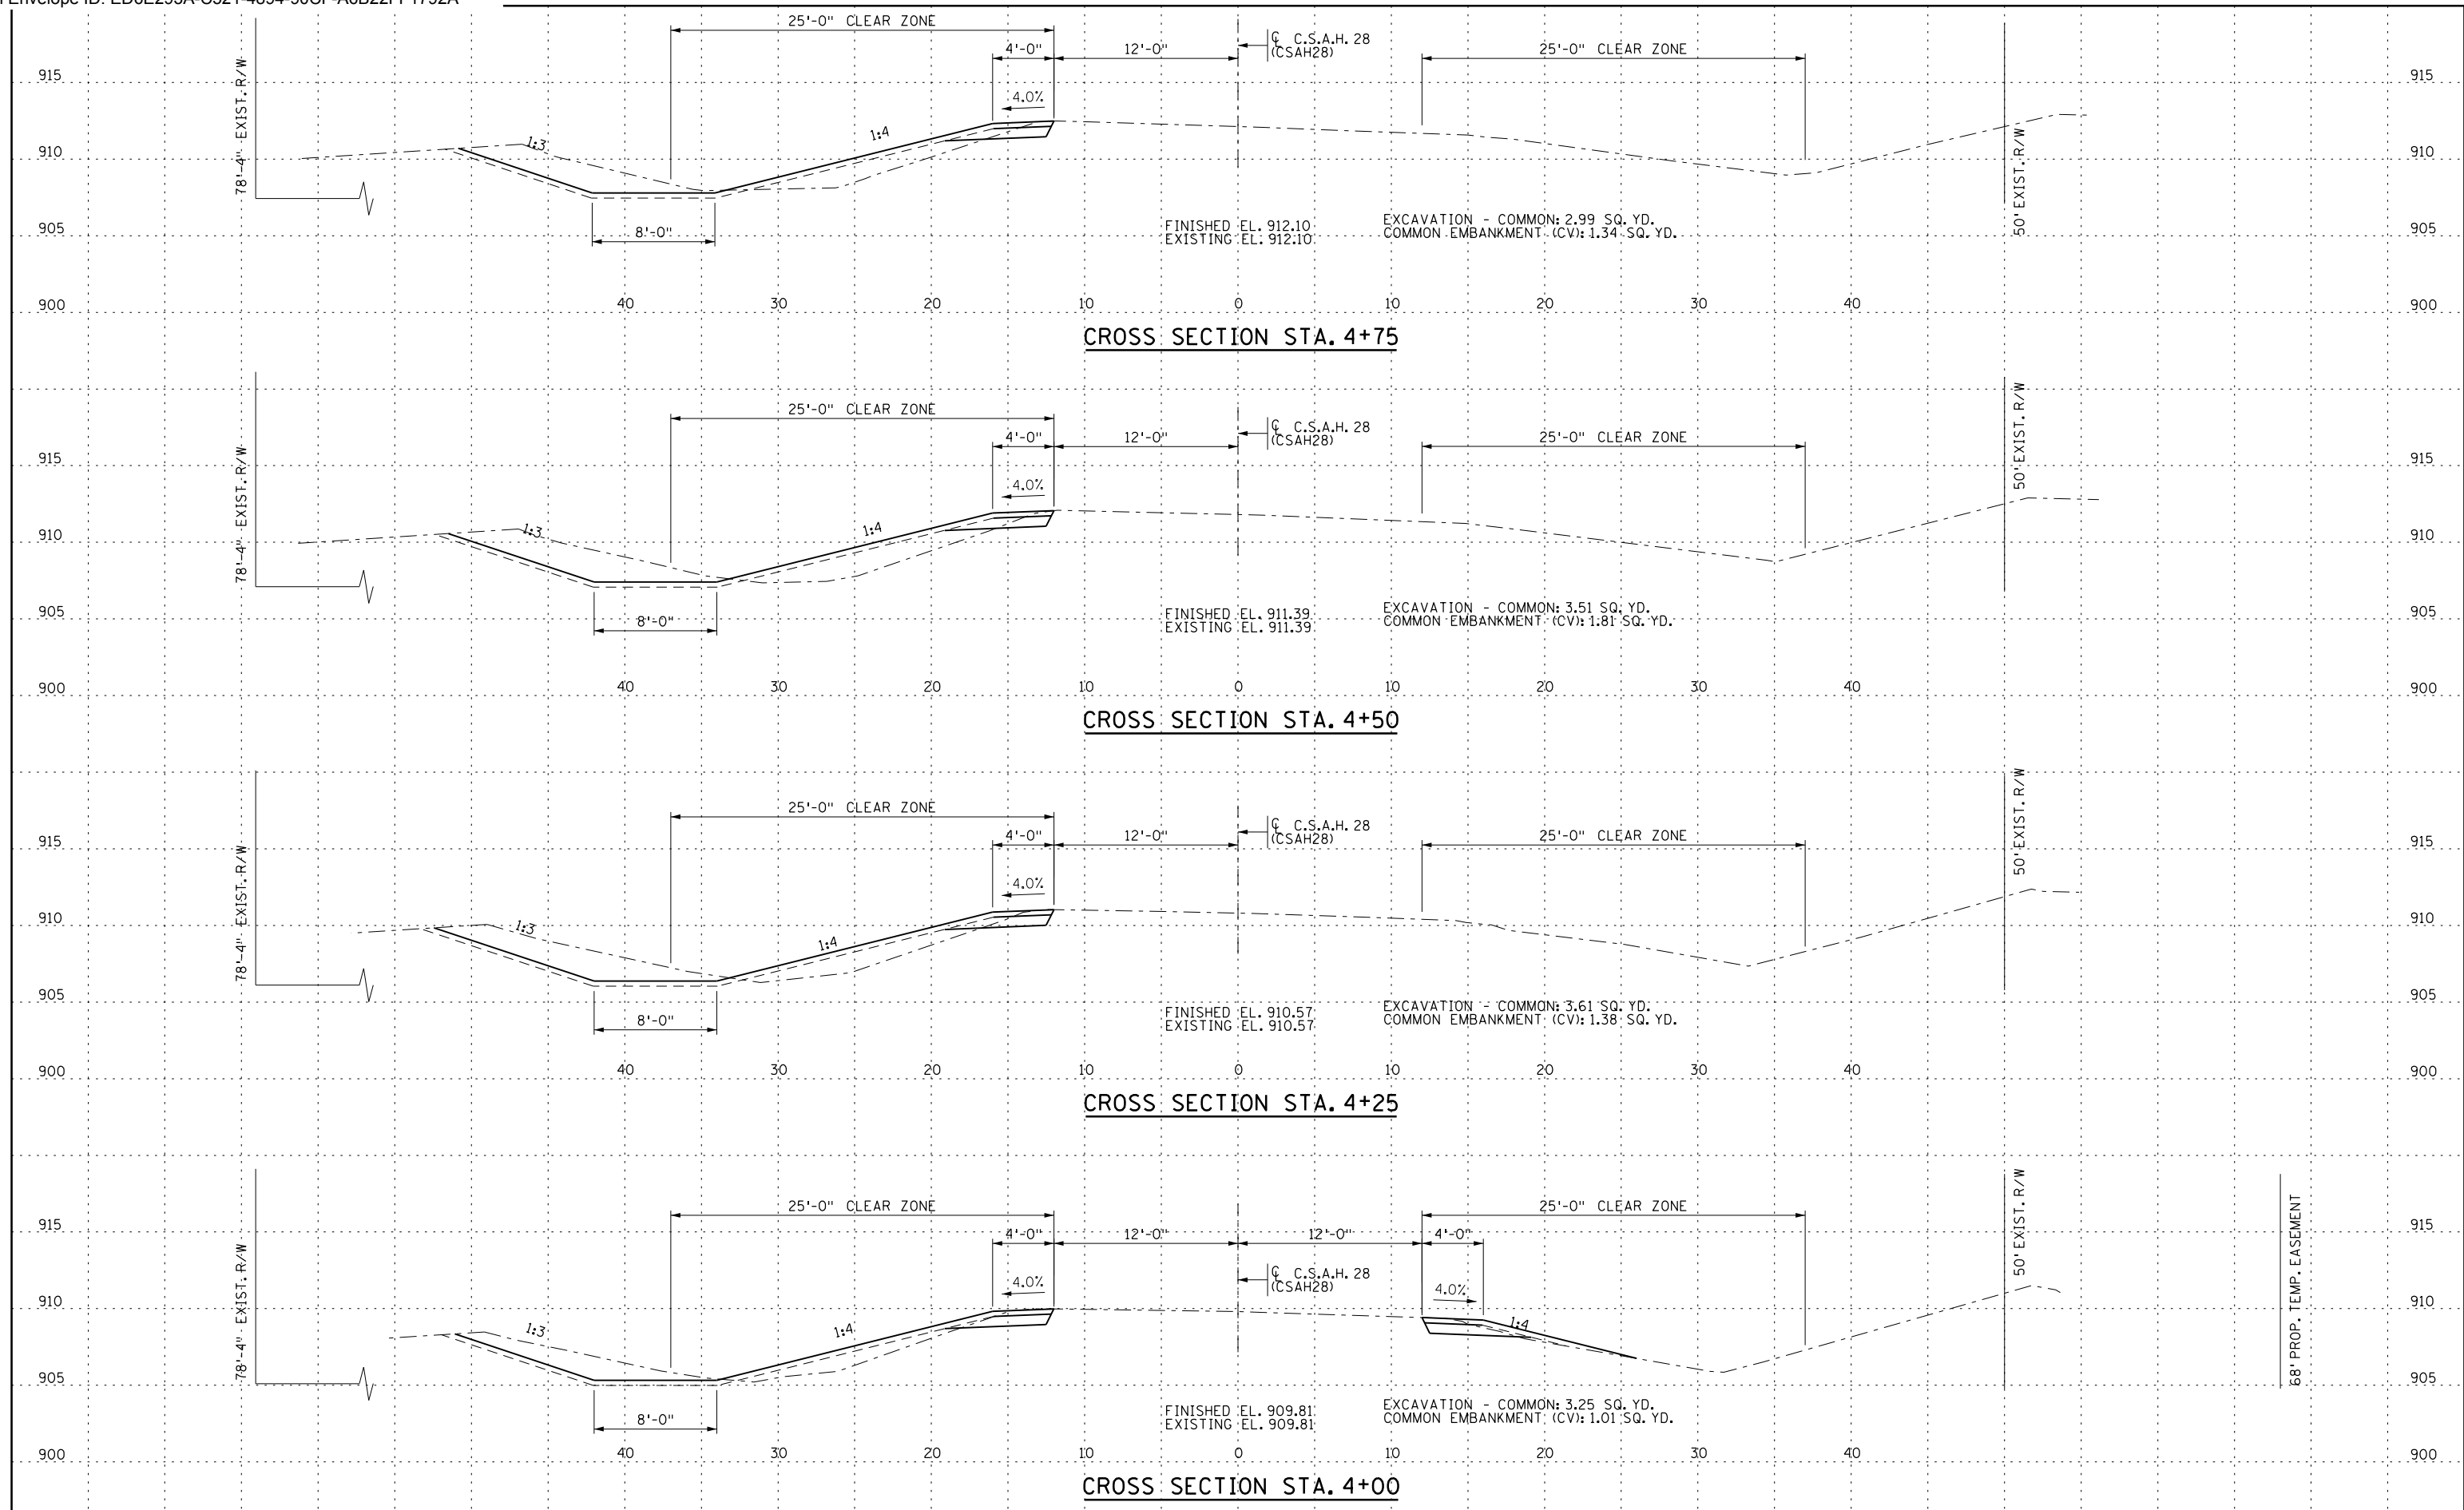 25'-0" CLEAR ZONE
4'-0"
12'-0"
℄ C.S.A.H. 28
(CSAH28)
25'-0" CLEAR ZONE
78'-4" EXIST. R/W
50' EXIST. R/W
915
915
4.0%
1:3
1:4
910
910
8'-0"
FINISHED EL. 912.10
EXISTING EL. 912.10
EXCAVATION - COMMON: 2.99 SQ. YD.
COMMON EMBANKMENT (CV): 1.34 SQ. YD.
905
905
900
40
30
20
10
0
10
20
30
40
900
CROSS SECTION STA. 4+75
25'-0" CLEAR ZONE
4'-0"
12'-0"
℄ C.S.A.H. 28
(CSAH28)
25'-0" CLEAR ZONE
78'-4" EXIST. R/W
50' EXIST. R/W
915
915
4.0%
1:3
1:4
910
910
8'-0"
FINISHED EL. 911.39
EXISTING EL. 911.39
EXCAVATION - COMMON: 3.51 SQ. YD.
COMMON EMBANKMENT (CV): 1.81 SQ. YD.
905
905
900
40
30
20
10
0
10
20
30
40
900
CROSS SECTION STA. 4+50
25'-0" CLEAR ZONE
4'-0"
12'-0"
℄ C.S.A.H. 28
(CSAH28)
25'-0" CLEAR ZONE
78'-4" EXIST. R/W
50' EXIST. R/W
915
915
4.0%
1:3
1:4
910
910
8'-0"
FINISHED EL. 910.57
EXISTING EL. 910.57
EXCAVATION - COMMON: 3.61 SQ. YD.
COMMON EMBANKMENT (CV): 1.38 SQ. YD.
905
905
900
40
30
20
10
0
10
20
30
40
900
CROSS SECTION STA. 4+25
25'-0" CLEAR ZONE
4'-0"
12'-0"
12'-0"
4'-0"
25'-0" CLEAR ZONE
℄ C.S.A.H. 28
(CSAH28)
78'-4" EXIST. R/W
50' EXIST. R/W
68' PROP. TEMP. EASEMENT
915
915
4.0%
4.0%
1:3
1:4
1:4
910
910
8'-0"
FINISHED EL. 909.81
EXISTING EL. 909.81
EXCAVATION - COMMON: 3.25 SQ. YD.
COMMON EMBANKMENT (CV): 1.01 SQ. YD.
905
905
900
40
30
20
10
0
10
20
30
40
900
CROSS SECTION STA. 4+00